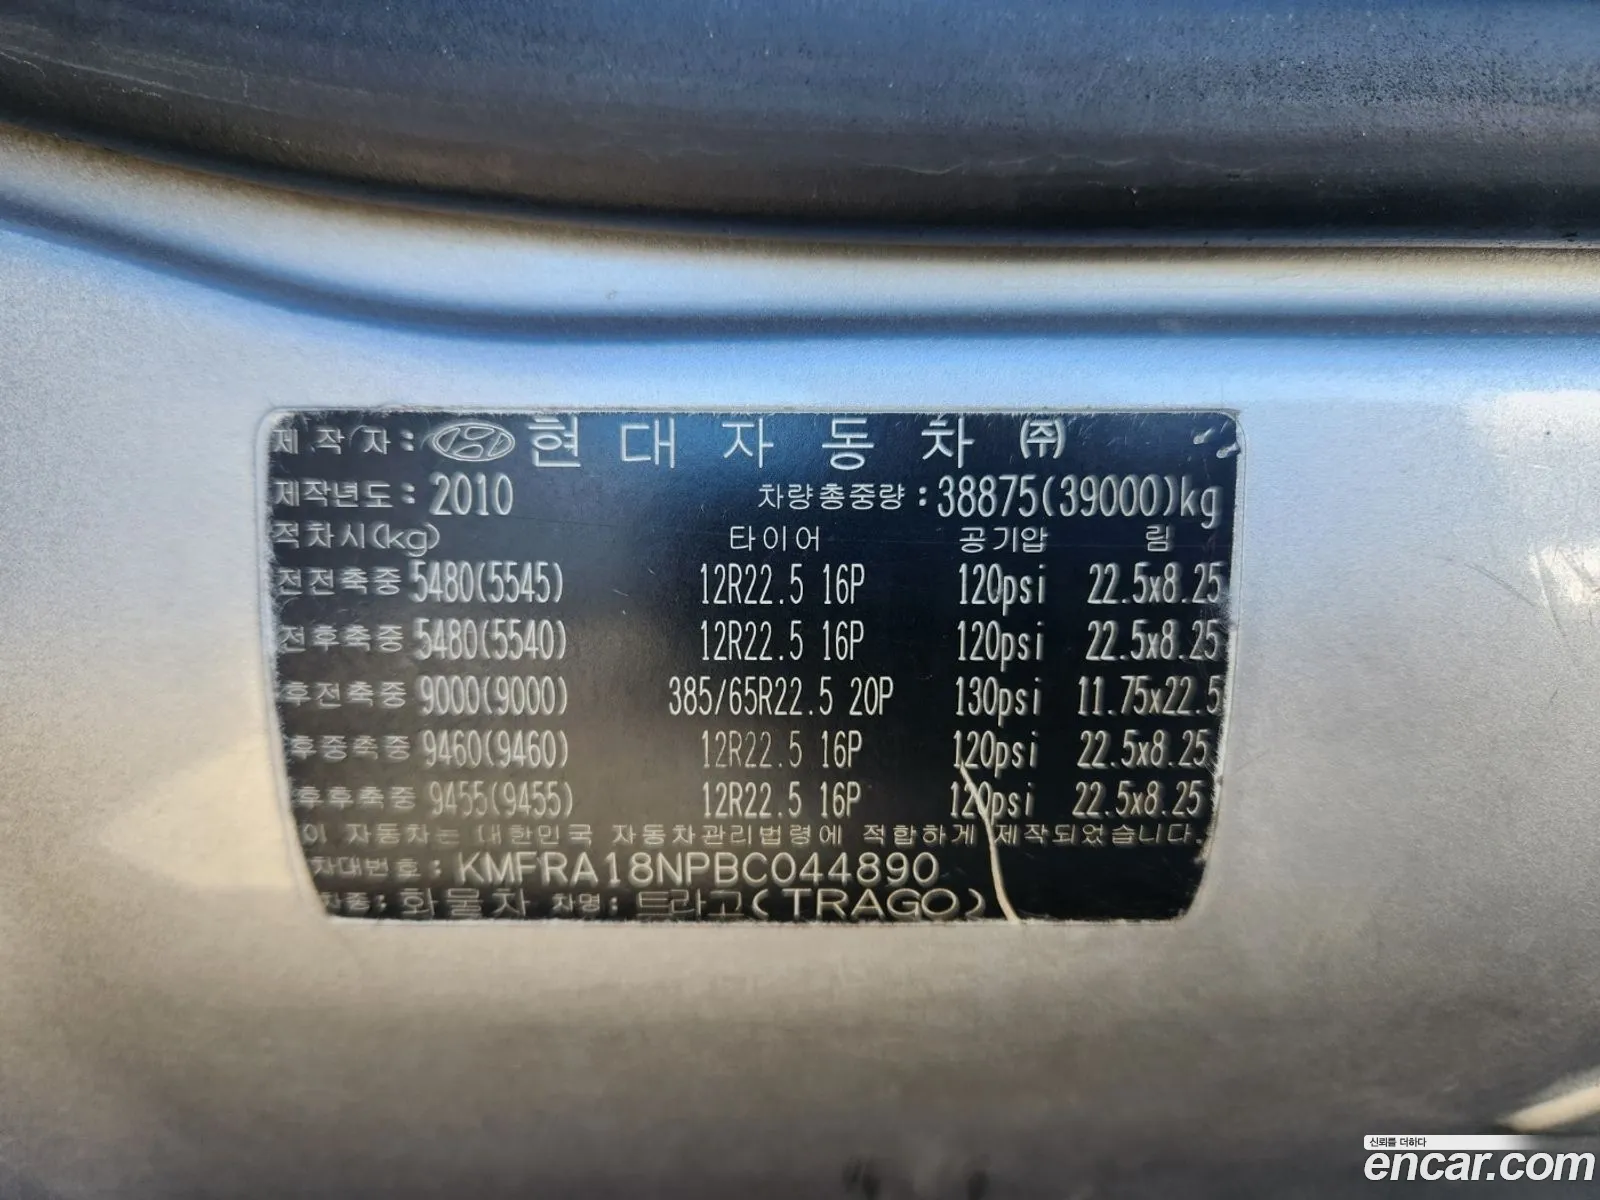 제 작 자 : 현 대 자 동 차 ㈜
제작년도 : 2010 차량총중량 : 38875(39000)kg
적차시(kg) 타이어 공기압 림
전전축중 5480(5545) 12R22.5 16P 120psi 22.5x8.25
전후축중 5480(5540) 12R22.5 16P 120psi 22.5x8.25
후전축중 9000(9000) 385/65R22.5 20P 130psi 11.75x22.5
후중축중 9460(9460) 12R22.5 16P 120psi 22.5x8.25
후후축중 9455(9455) 12R22.5 16P 120psi 22.5x8.25
이 자동차는 대한민국 자동차관리법령에 적합하게 제작되었습니다.
차대번호 : KMFRA18NPBC044890
차종: 화물차 차명: 트라고(TRAGO)
신뢰를 더하다
encar.com